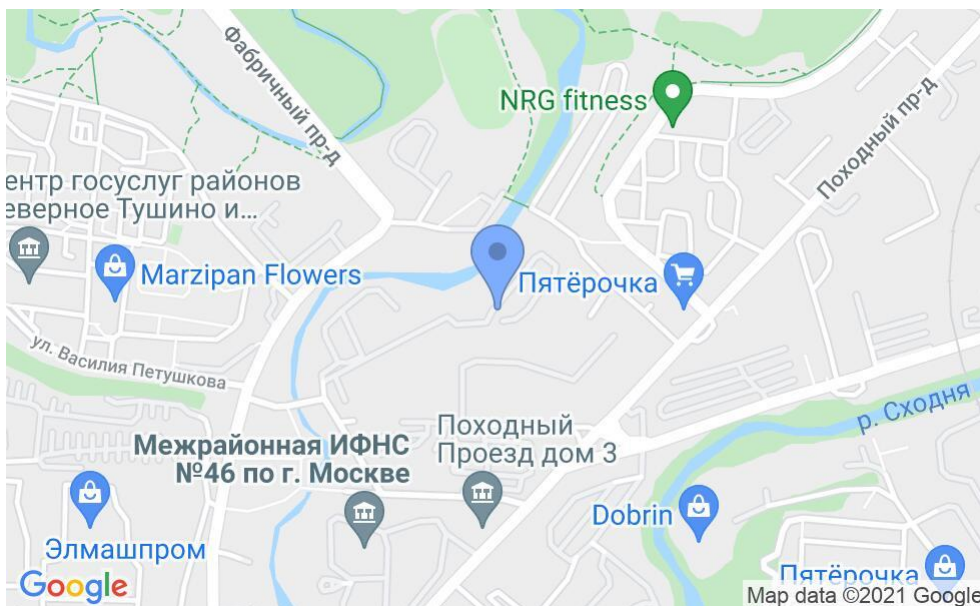 Фабричный пр-д
NRG fitness
Походный пр-д
ентр госуслуг районов
еверное Тушино и...
Marzipan Flowers
Пятёрочка
ул. Василия Петушкова
Межрайонная ИФНС
№46 по г. Москве
Походный
Проезд дом 3
р. Сходня
Dobrin
Элмашпром
Пятёрочка
Google
Map data ©2021 Google